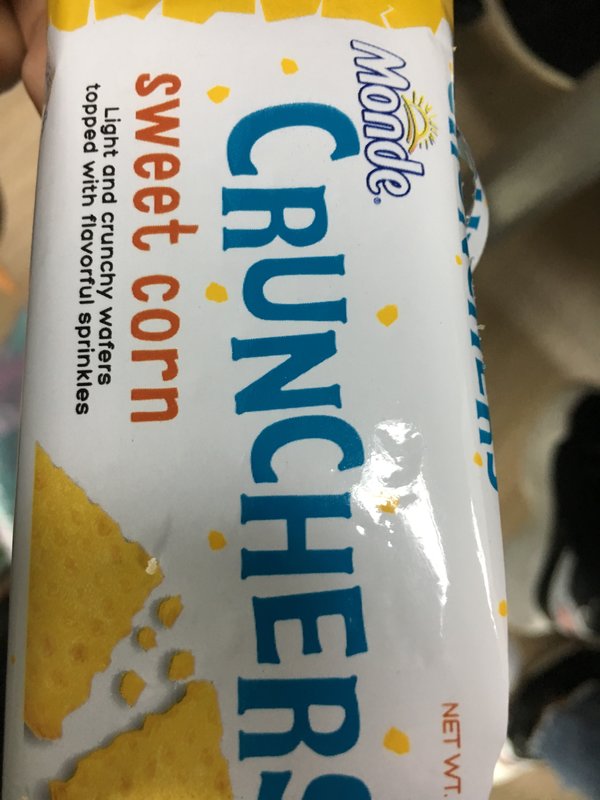 Monde
CRUNCHERS
sweet corn
Light and crunchy wafers
topped with flavorful sprinkles
NET WT.